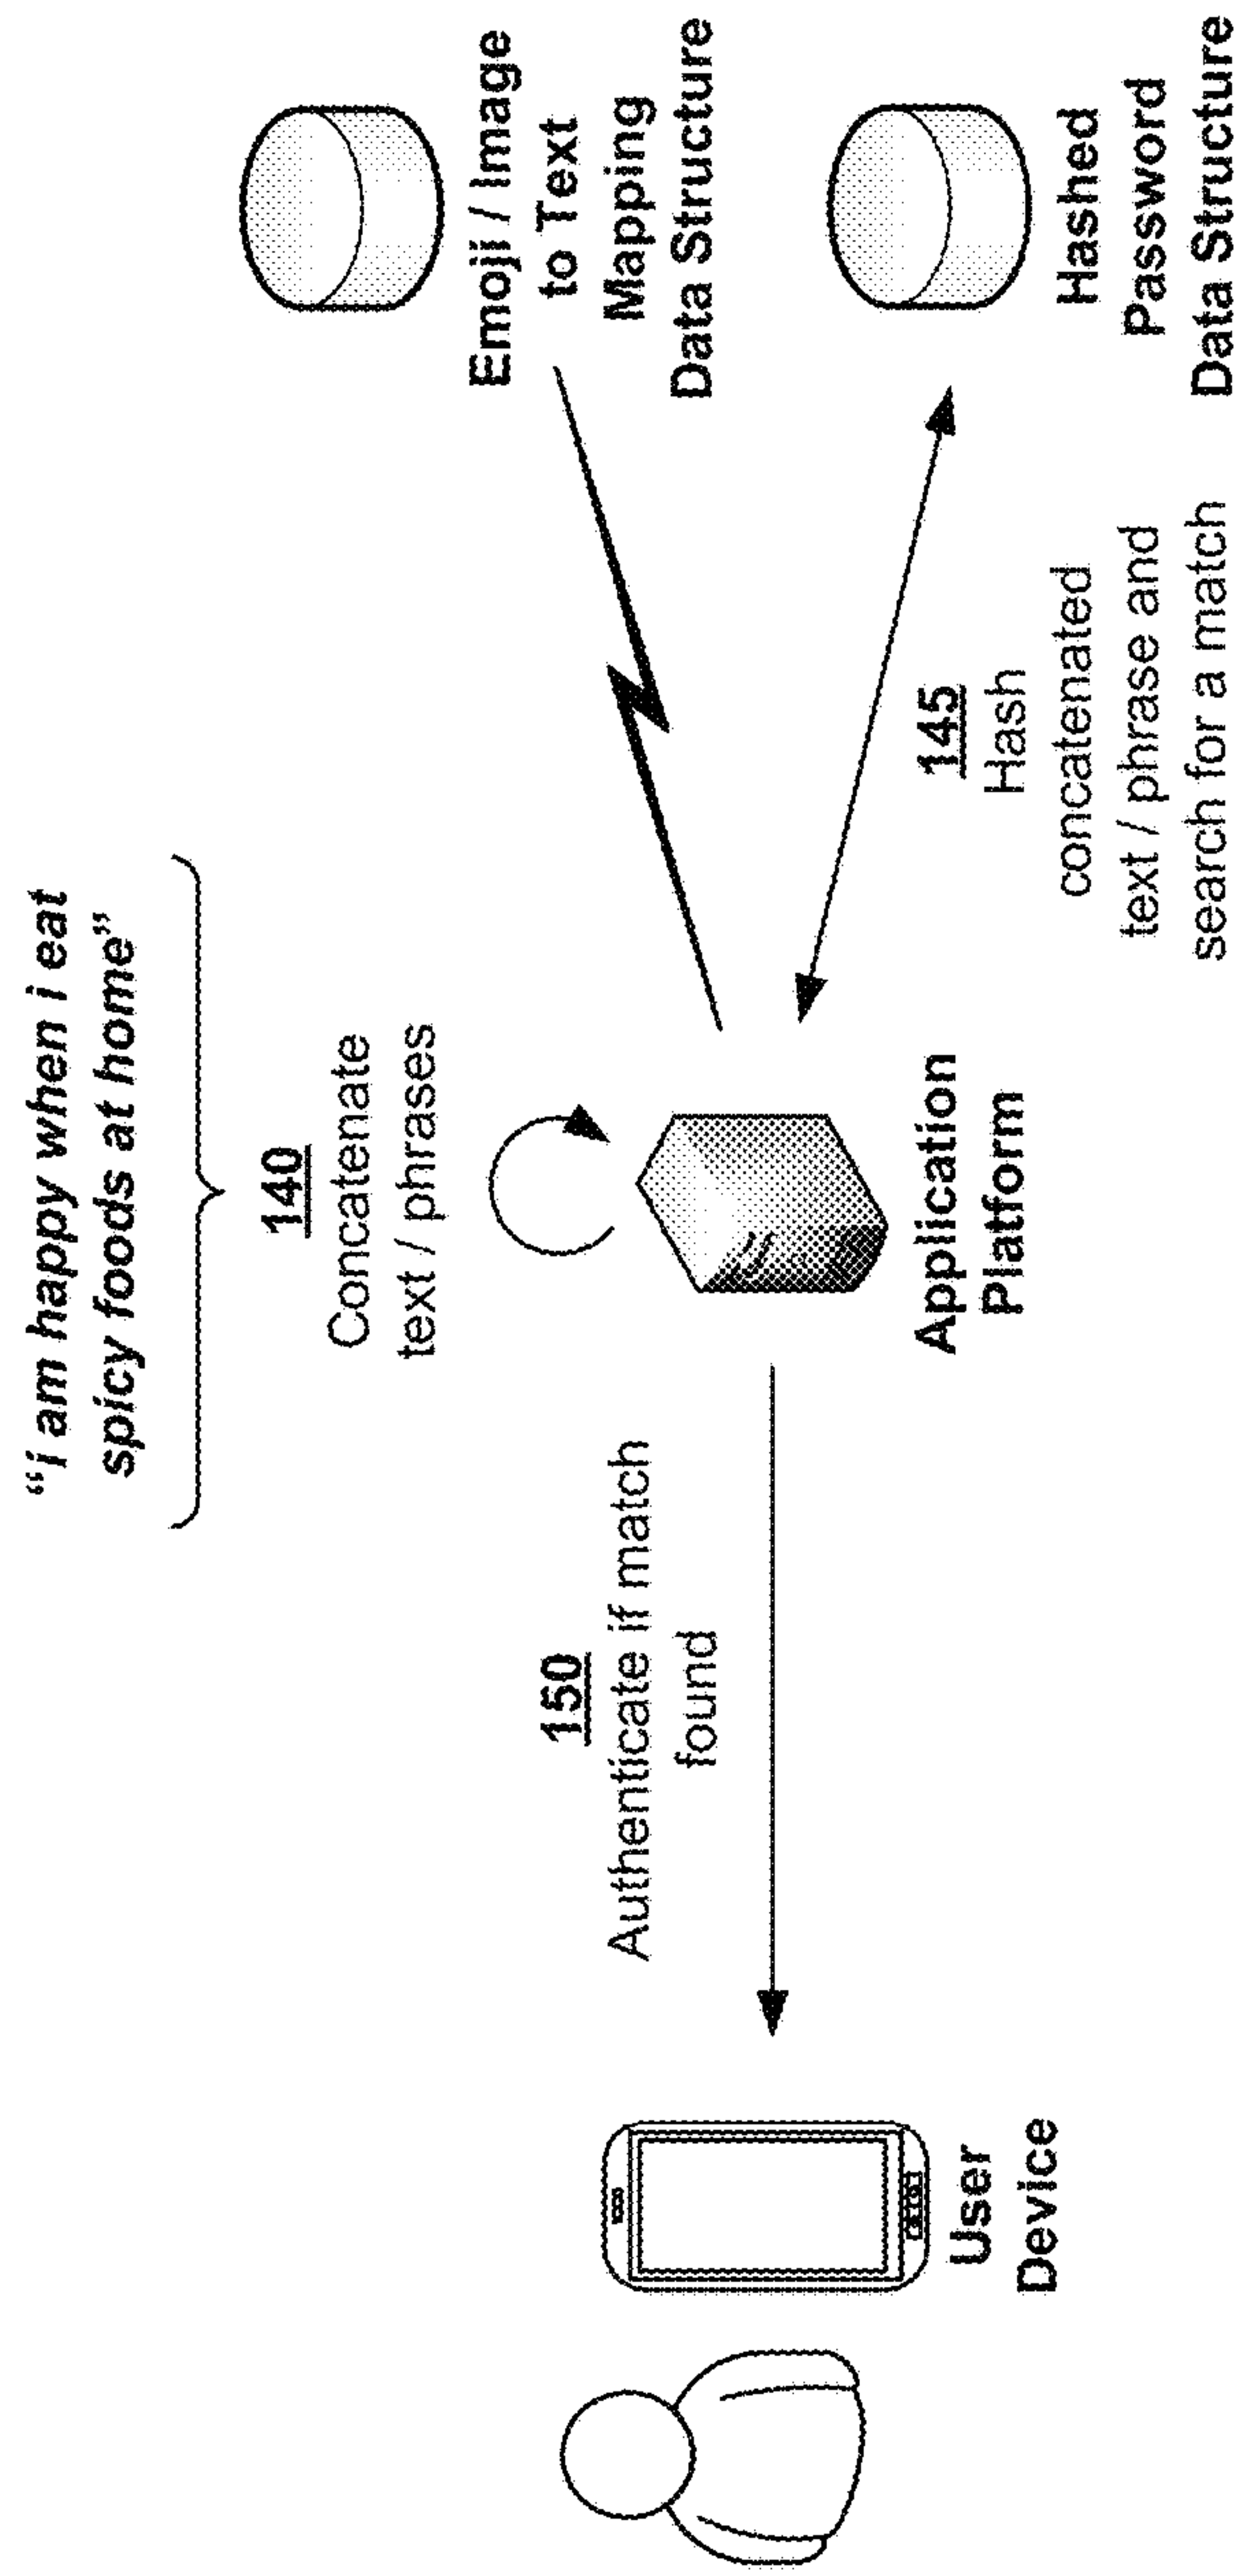 “i am happy when i eat
spicy foods at home”
140
Concatenate
text / phrases
150
Authenticate if match
found
145
Hash
concatenated
text / phrase and
search for a match
Emoji / Image
to Text
Mapping
Data Structure
Hashed
Password
Data Structure
Application
Platform
User
Device